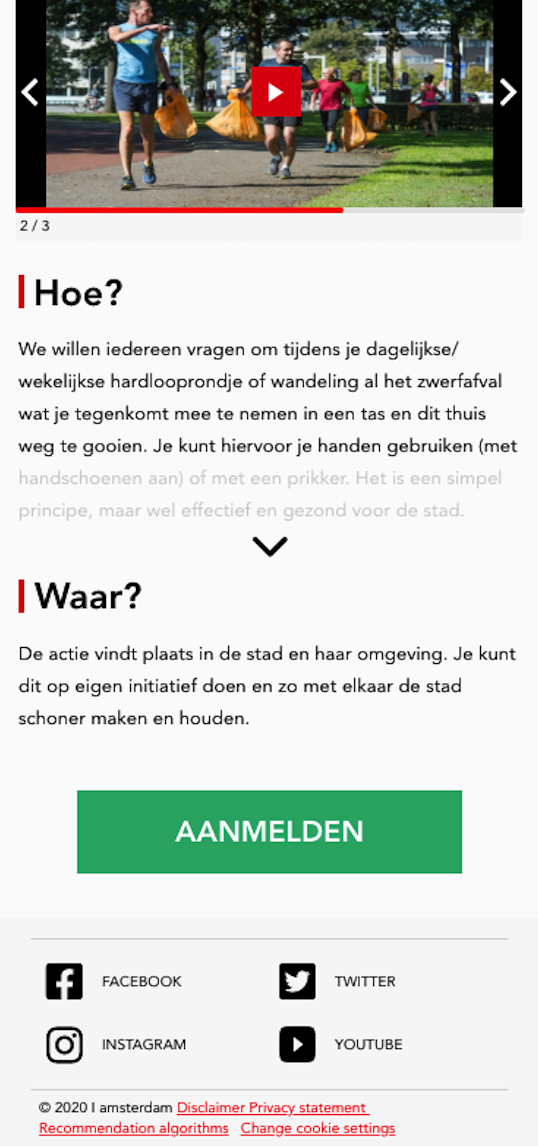 2 / 3
Hoe?
We willen iedereen vragen om tijdens je dagelijkse/
wekelijkse hardlooprondje of wandeling al het zwerfafval
wat je tegenkomt mee te nemen in een tas en dit thuis
weg te gooien. Je kunt hiervoor je handen gebruiken (met
handschoenen aan) of met een prikker. Het is een simpel
principe, maar wel effectief en gezond voor de stad.
Waar?
De actie vindt plaats in de stad en haar omgeving. Je kunt
dit op eigen initiatief doen en zo met elkaar de stad
schoner maken en houden.
AANMELDEN
FACEBOOK TWITTER
INSTAGRAM YOUTUBE
© 2020 I amsterdam Disclaimer Privacy statement
Recommendation algorithms Change cookie settings